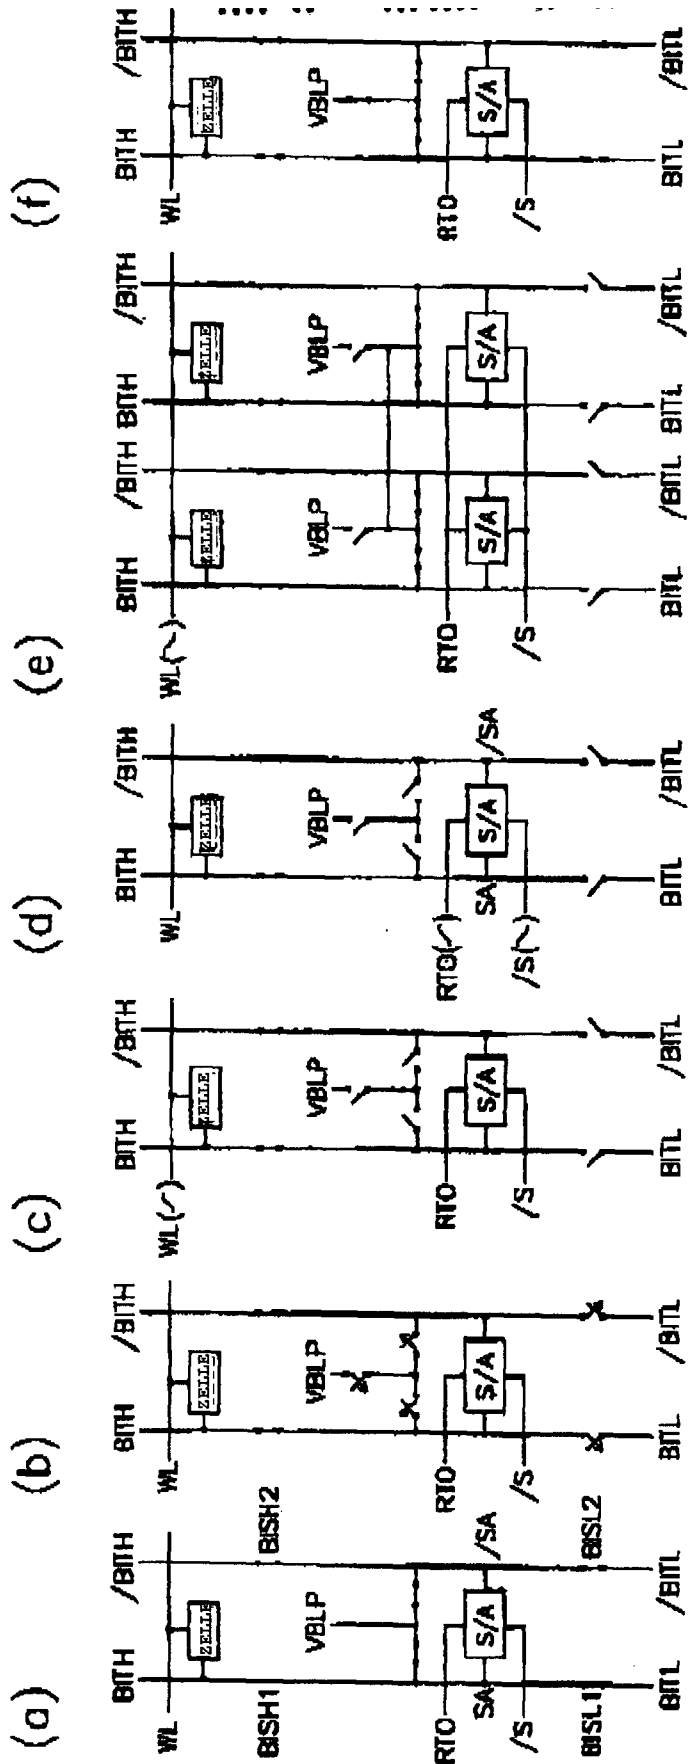 (a)
BITH /BITH
WL
ZELLE
BISH1 BISH2
VBLP
RTO
SA S/A /SA
/S
BISL1 BISL2
BITL /BITL
(b)
BITH /BITH
WL
ZELLE
VBLP
RTO
S/A
/S
BITL /BITL
(c)
BITH /BITH
WL
ZELLE
VBLP
RTO
S/A
/S
BITL /BITL
(d)
BITH /BITH
WL
ZELLE
VBLP
RTO
SA S/A /SA
/S
BITL /BITL
(e)
BITH /BITH BITH /BITH
WL
ZELLE ZELLE
VBLP VBLP
RTO
S/A S/A
/S
BITL /BITL BITL /BITL
(f)
BITH /BITH
WL
ZELLE
VBLP
RTO
S/A
/S
BITL /BITL